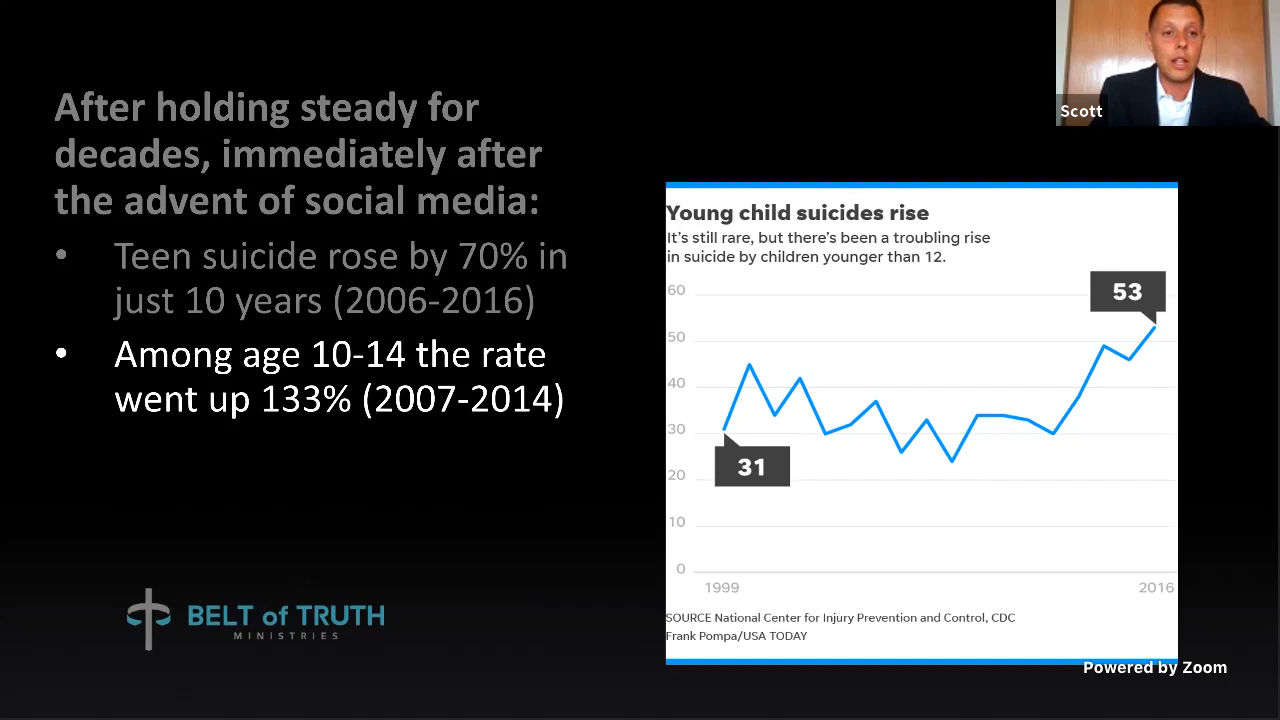 After holding steady for
decades, immediately after
the advent of social media:
• Teen suicide rose by 70% in
just 10 years (2006-2016)
• Among age 10-14 the rate
went up 133% (2007-2014)
BELT of TRUTH
MINISTRIES
Scott
Young child suicides rise
It's still rare, but there's been a troubling rise
in suicide by children younger than 12.
60
50
40
30
20
10
0
53
31
1999 2016
SOURCE National Center for Injury Prevention and Control, CDC
Frank Pompa/USA TODAY
Powered by Zoom